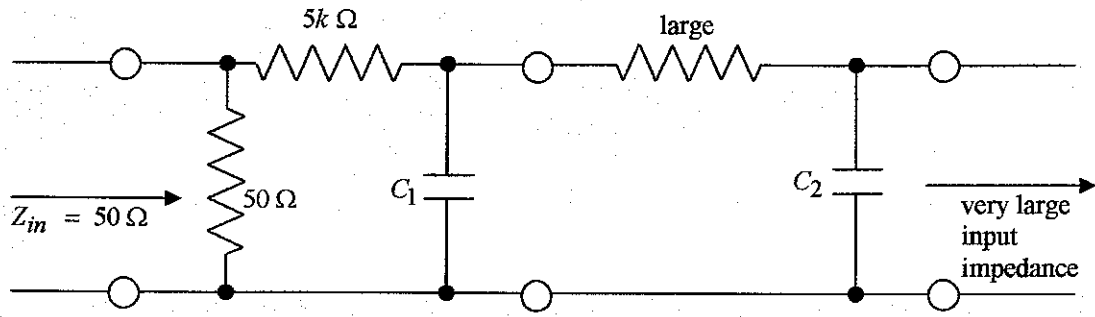 5k Ω
large
50 Ω
C1
C2
Zin = 50 Ω
very large
input
impedance